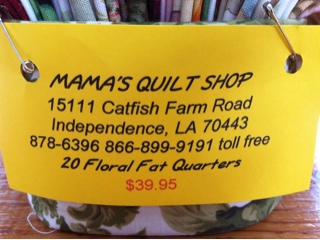 MAMA'S QUILT SHOP
15111 Catfish Farm Road
Independence, LA 70443
878-6396 866-899-9191 toll free
20 Floral Fat Quarters
$39.95